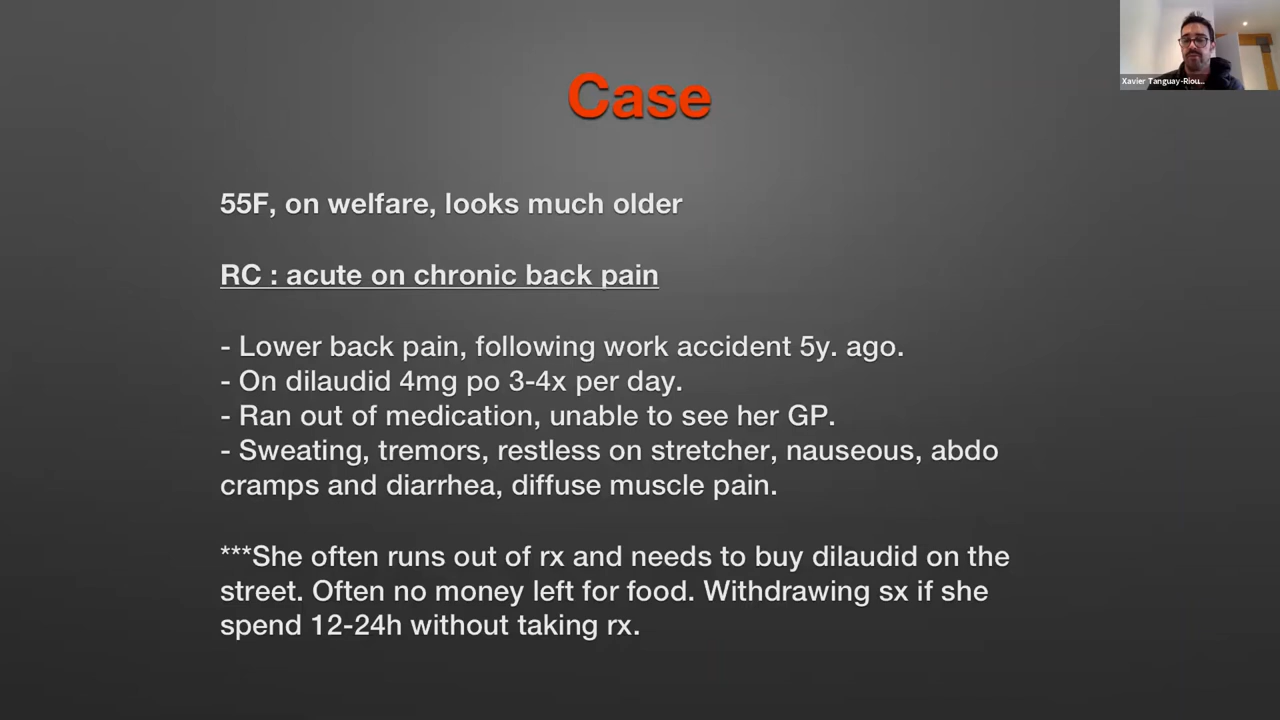 Xavier Tanguay-Riou...
Case
55F, on welfare, looks much older
RC : acute on chronic back pain
- Lower back pain, following work accident 5y. ago.
- On dilaudid 4mg po 3-4x per day.
- Ran out of medication, unable to see her GP.
- Sweating, tremors, restless on stretcher, nauseous, abdo
cramps and diarrhea, diffuse muscle pain.
***She often runs out of rx and needs to buy dilaudid on the
street. Often no money left for food. Withdrawing sx if she
spend 12-24h without taking rx.